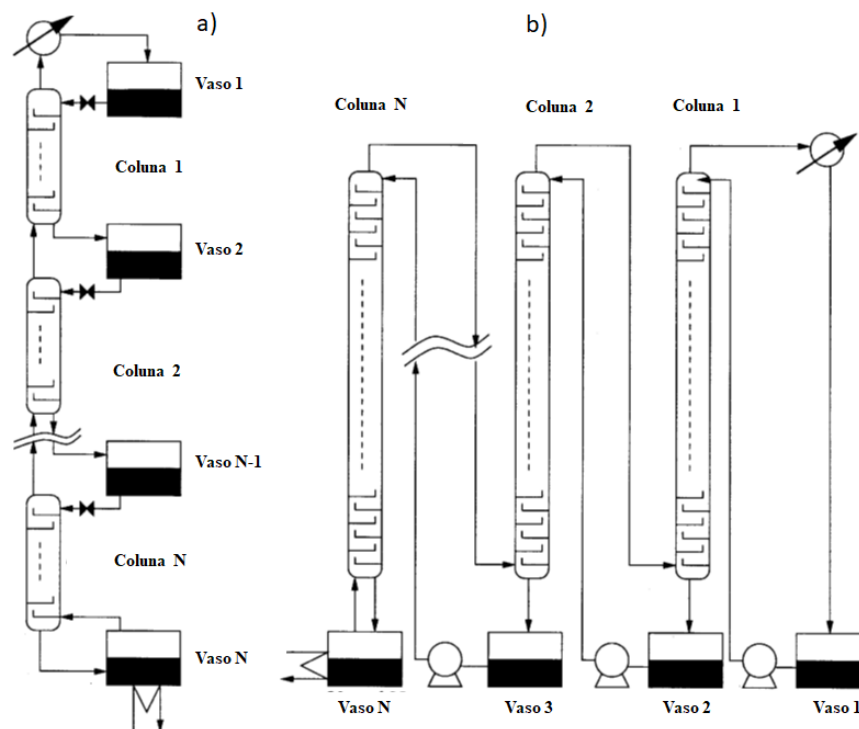 a)
Vaso 1
Coluna 1
Vaso 2
Coluna 2
Vaso N-1
Coluna N
Vaso N
b)
Coluna N
Coluna 2
Coluna 1
Vaso N
Vaso 3
Vaso 2
Vaso 1